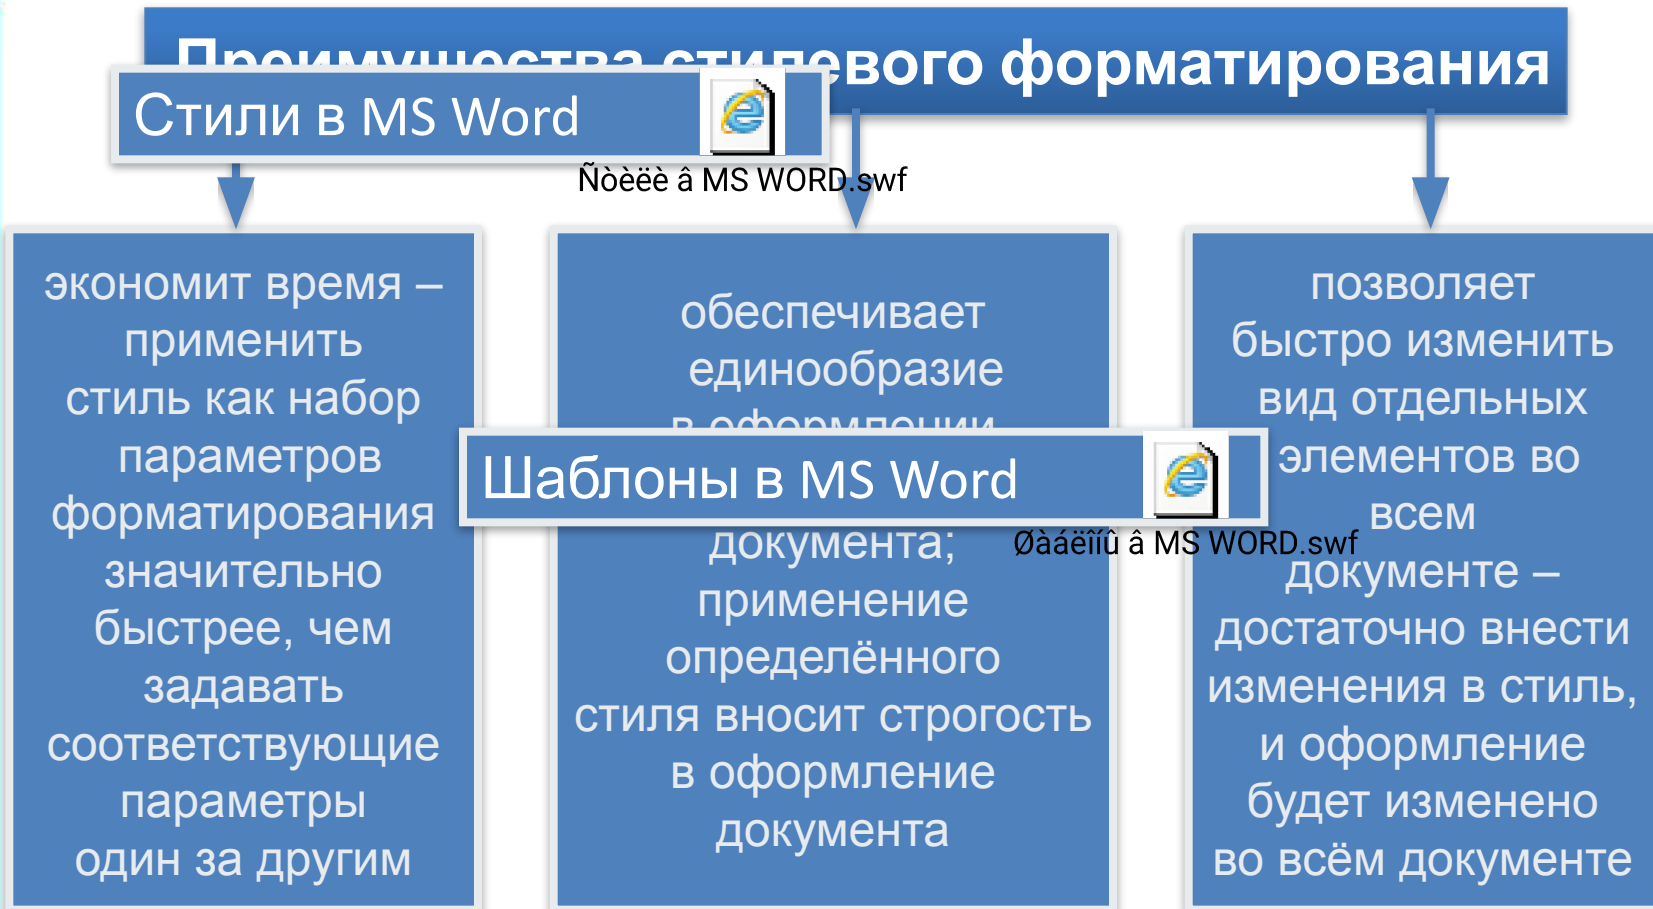 Преимущества стилевого форматирования
Стили в MS Word
Ñòèëè â MS WORD.swf
экономит время –
применить
стиль как набор
параметров
форматирования
значительно
быстрее, чем
задавать
соответствующие
параметры
один за другим
обеспечивает
единообразие
в оформлении
Шаблоны в MS Word
Øàáëîíû â MS WORD.swf
документа;
применение
определённого
стиля вносит строгость
в оформление
документа
позволяет
быстро изменить
вид отдельных
элементов во
всем
документе –
достаточно внести
изменения в стиль,
и оформление
будет изменено
во всём документе